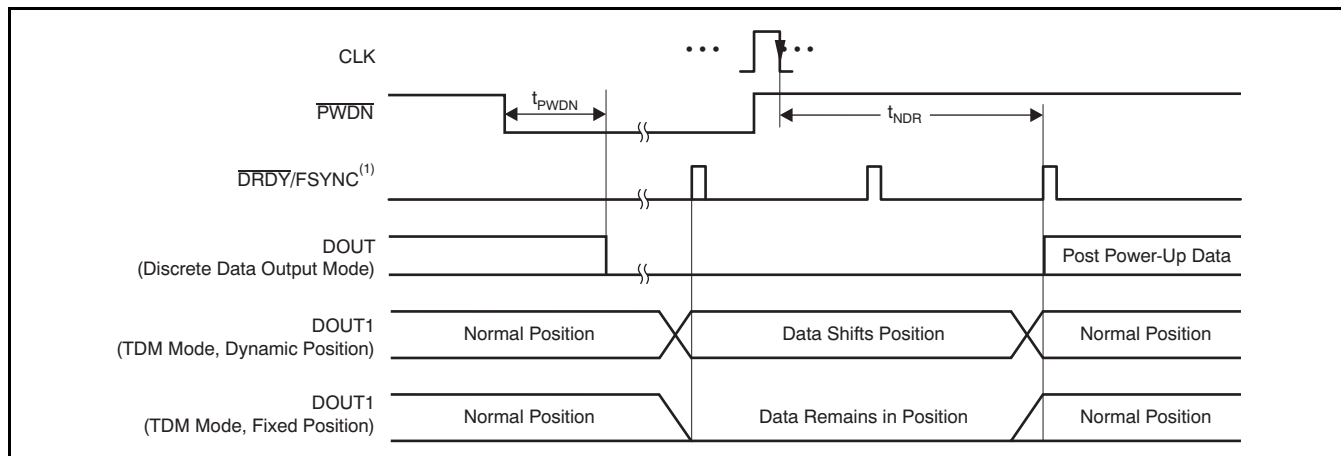 CLK
PWDN
tPWDN
tNDR
DRDY/FSYNC(1)
DOUT
(Discrete Data Output Mode)
Post Power-Up Data
DOUT1
(TDM Mode, Dynamic Position)
Normal Position
Data Shifts Position
Normal Position
DOUT1
(TDM Mode, Fixed Position)
Normal Position
Data Remains in Position
Normal Position